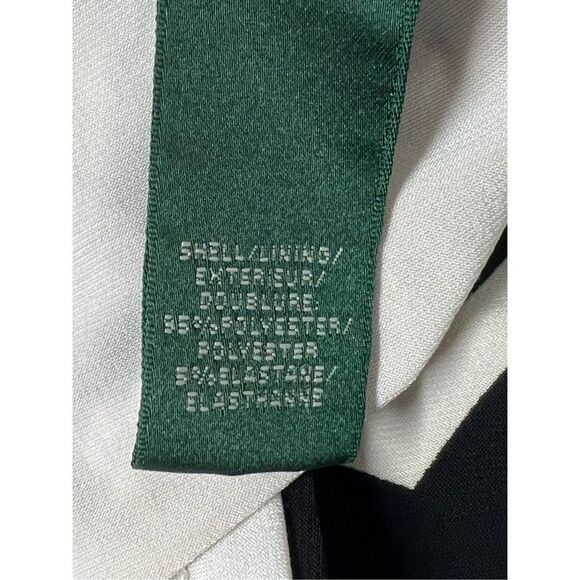 SHELL/LINING/
EXTERIEUR/
DOUBLURE:
95%POLYESTER/
POLYESTER
5%ELASTANE/
ELASTHANNE